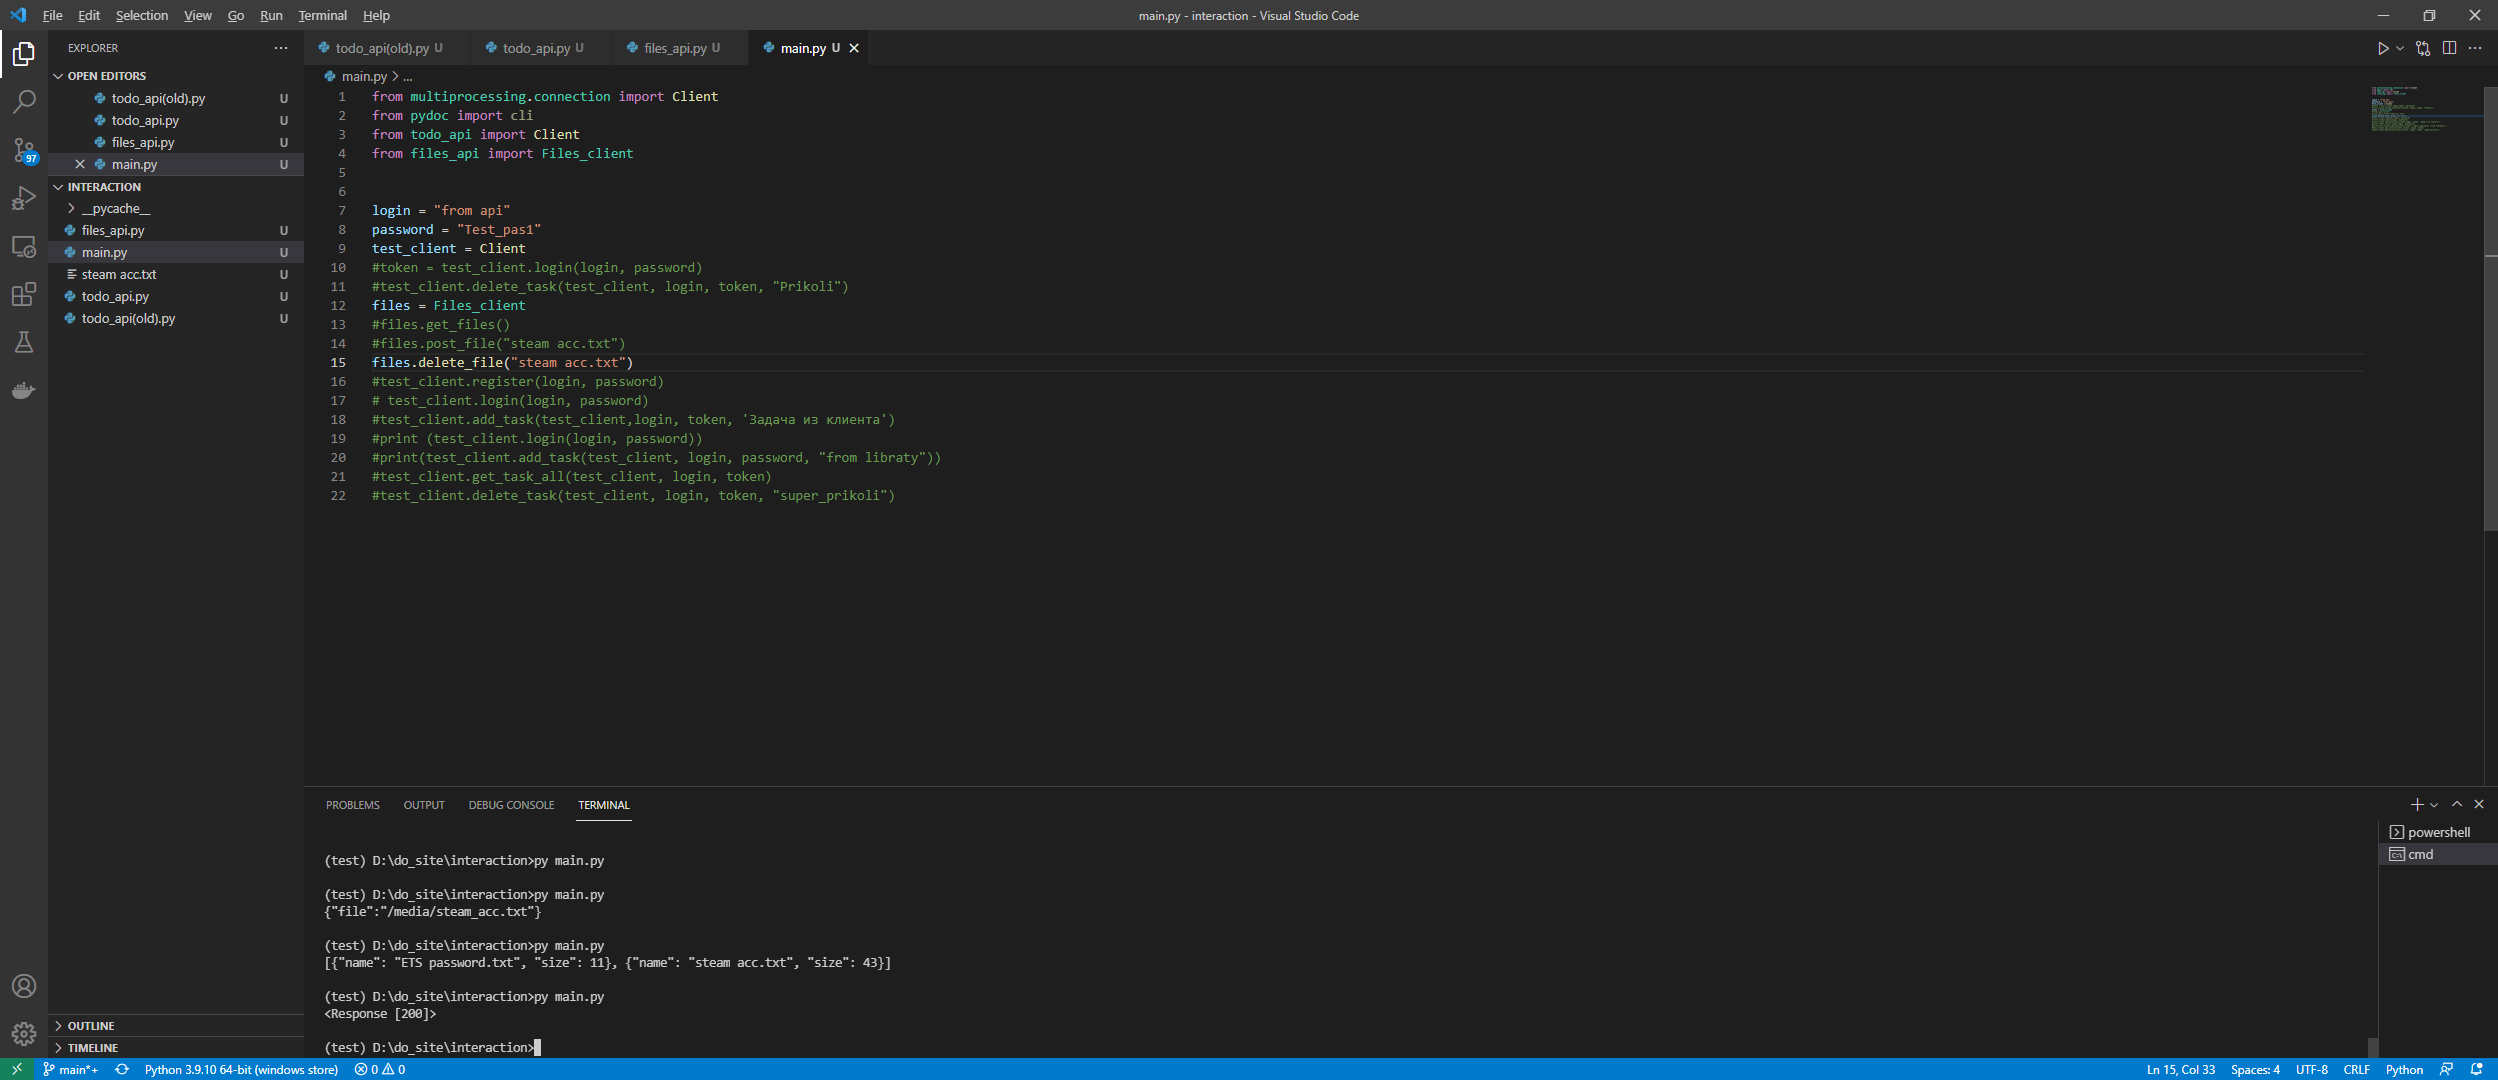 File Edit Selection View Go Run Terminal Help
main.py - interaction - Visual Studio Code
EXPLORER
OPEN EDITORS
todo_api(old).py U
todo_api.py U
files_api.py U
main.py U
INTERACTION
__pycache__
files_api.py U
main.py U
steam acc.txt U
todo_api.py U
todo_api(old).py U
OUTLINE
TIMELINE
97
todo_api(old).py U todo_api.py U files_api.py U main.py U
main.py > ...
1 from multiprocessing.connection import Client
2 from pydoc import cli
3 from todo_api import Client
4 from files_api import Files_client
5
6
7 login = "from api"
8 password = "Test_pas1"
9 test_client = Client
10 #token = test_client.login(login, password)
11 #test_client.delete_task(test_client, login, token, "Prikoli")
12 files = Files_client
13 #files.get_files()
14 #files.post_file("steam acc.txt")
15 files.delete_file("steam acc.txt")
16 #test_client.register(login, password)
17 # test_client.login(login, password)
18 #test_client.add_task(test_client,login, token, 'Задача из клиента')
19 #print (test_client.login(login, password))
20 #print(test_client.add_task(test_client, login, password, "from libraty"))
21 #test_client.get_task_all(test_client, login, token)
22 #test_client.delete_task(test_client, login, token, "super_prikoli")
PROBLEMS OUTPUT DEBUG CONSOLE TERMINAL
(test) D:\do_site\interaction>py main.py
(test) D:\do_site\interaction>py main.py
{"file":"/media/steam_acc.txt"}
(test) D:\do_site\interaction>py main.py
[{"name": "ETS password.txt", "size": 11}, {"name": "steam acc.txt", "size": 43}]
(test) D:\do_site\interaction>py main.py
<Response [200]>
(test) D:\do_site\interaction>
powershell
cmd
main*+ Python 3.9.10 64-bit (windows store) 0 0
Ln 15, Col 33 Spaces: 4 UTF-8 CRLF Python